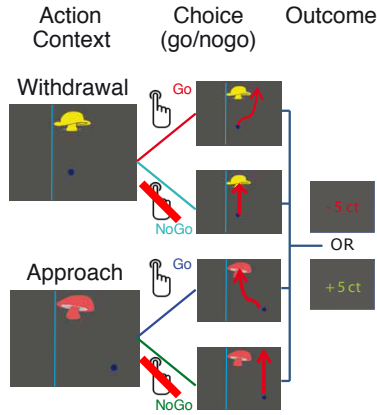 Action
Context
Choice
(go/nogo)
Outcome
Withdrawal
Go
NoGo
- 5 ct
OR
+ 5 ct
Approach
Go
NoGo